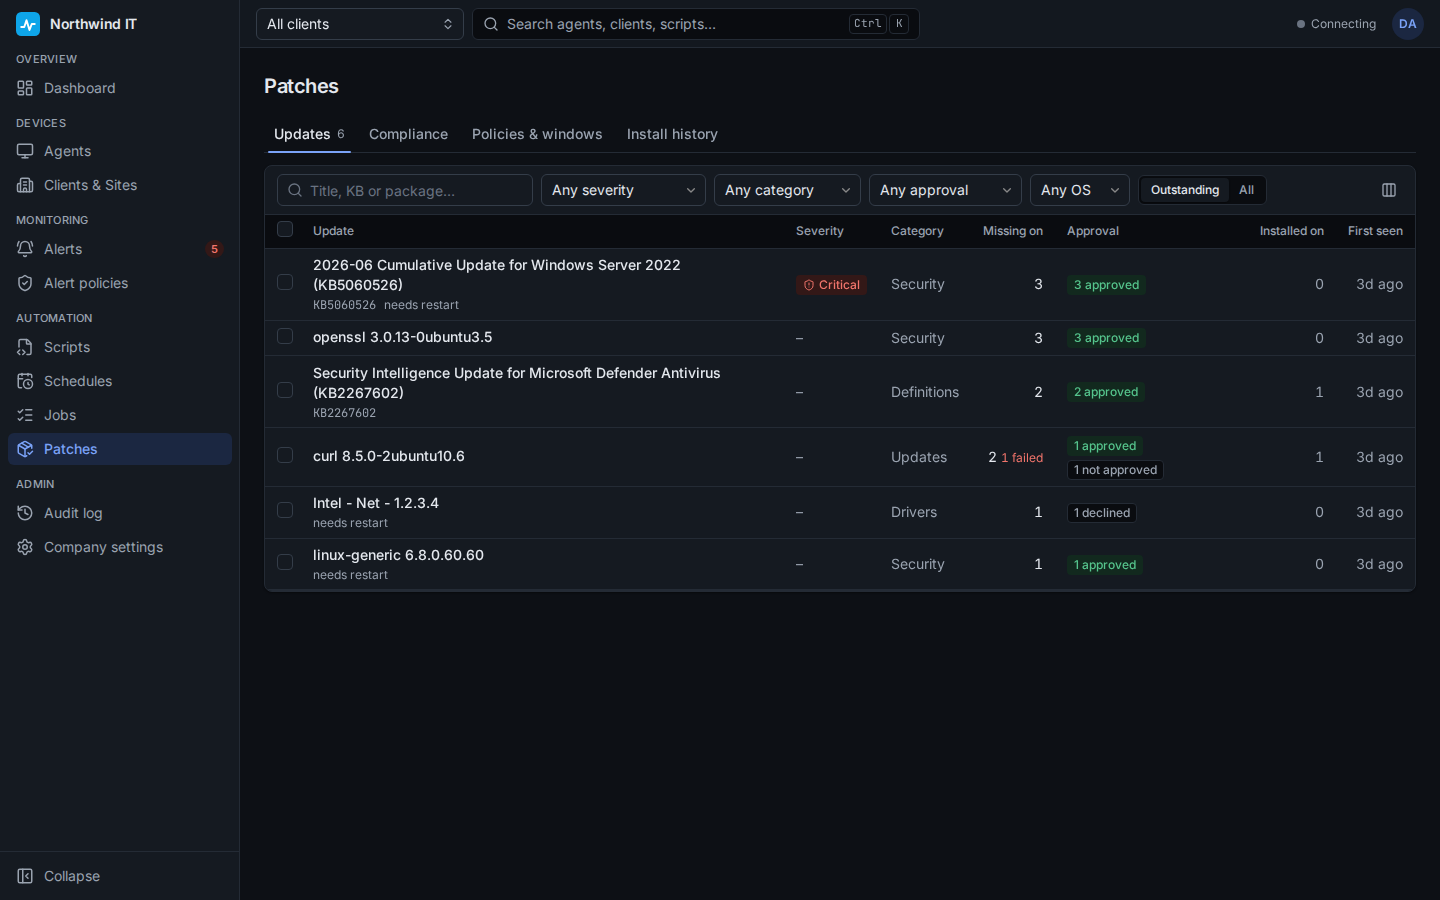 Northwind IT
All clients
Search agents, clients, scripts...
Ctrl K
Connecting
DA
OVERVIEW
Dashboard
DEVICES
Agents
Clients & Sites
MONITORING
Alerts 5
Alert policies
AUTOMATION
Scripts
Schedules
Jobs
Patches
ADMIN
Audit log
Company settings
Collapse
Patches
Updates 6 Compliance Policies & windows Install history
Title, KB or package... Any severity Any category Any approval Any OS Outstanding All
Update Severity Category Missing on Approval Installed on First seen
2026-06 Cumulative Update for Windows Server 2022
(KB5060526)
KB5060526 needs restart
Critical Security 3 3 approved 0 3d ago
openssl 3.0.13-0ubuntu3.5 – Security 3 3 approved 0 3d ago
Security Intelligence Update for Microsoft Defender Antivirus
(KB2267602)
KB2267602
– Definitions 2 2 approved 1 3d ago
curl 8.5.0-2ubuntu10.6 – Updates 2 1 failed 1 approved 1 3d ago
1 not approved
Intel - Net - 1.2.3.4
needs restart
– Drivers 1 1 declined 0 3d ago
linux-generic 6.8.0.60.60
needs restart
– Security 1 1 approved 0 3d ago